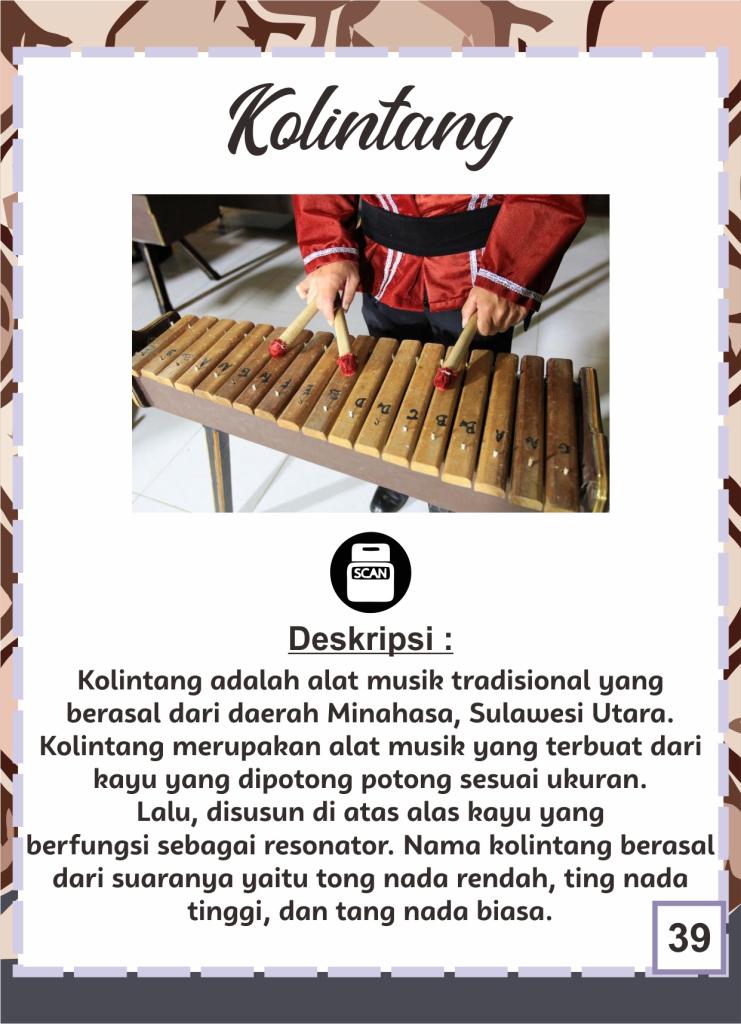 Kolintang
SCAN
Deskripsi :
Kolintang adalah alat musik tradisional yang
berasal dari daerah Minahasa, Sulawesi Utara.
Kolintang merupakan alat musik yang terbuat dari
kayu yang dipotong potong sesuai ukuran.
Lalu, disusun di atas alas kayu yang
berfungsi sebagai resonator. Nama kolintang berasal
dari suaranya yaitu tong nada rendah, ting nada
tinggi, dan tang nada biasa.
39